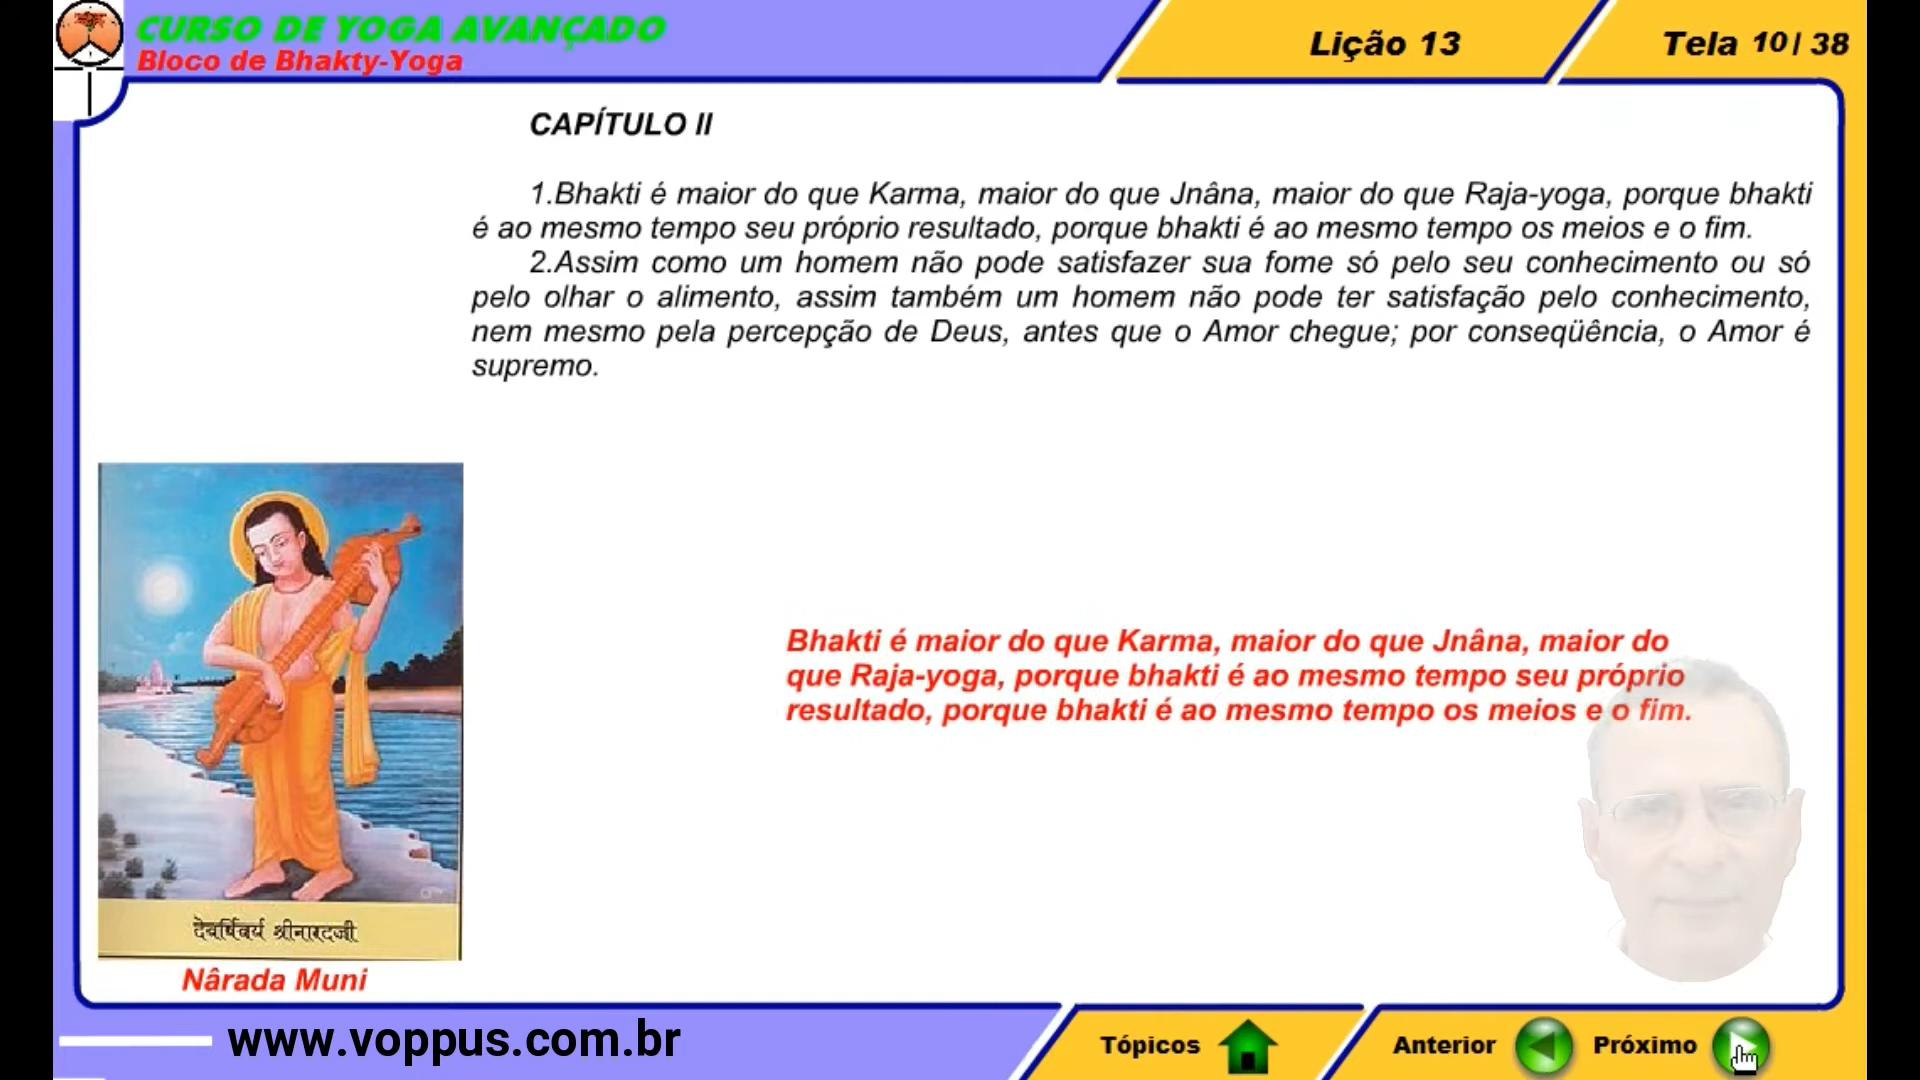 CURSO DE YOGA AVANÇADO
Bloco de Bhakty-Yoga
Lição 13
Tela 10 / 38
CAPÍTULO II
1.Bhakti é maior do que Karma, maior do que Jnâna, maior do que Raja-yoga, porque bhakti
é ao mesmo tempo seu próprio resultado, porque bhakti é ao mesmo tempo os meios e o fim.
2.Assim como um homem não pode satisfazer sua fome só pelo seu conhecimento ou só
pelo olhar o alimento, assim também um homem não pode ter satisfação pelo conhecimento,
nem mesmo pela percepção de Deus, antes que o Amor chegue; por conseqüência, o Amor é
supremo.
Bhakti é maior do que Karma, maior do que Jnâna, maior do
que Raja-yoga, porque bhakti é ao mesmo tempo seu próprio
resultado, porque bhakti é ao mesmo tempo os meios e o fim.
देवर्षिवर्य श्रीनारदजी
Nârada Muni
www.voppus.com.br
Tópicos
Anterior
Próximo